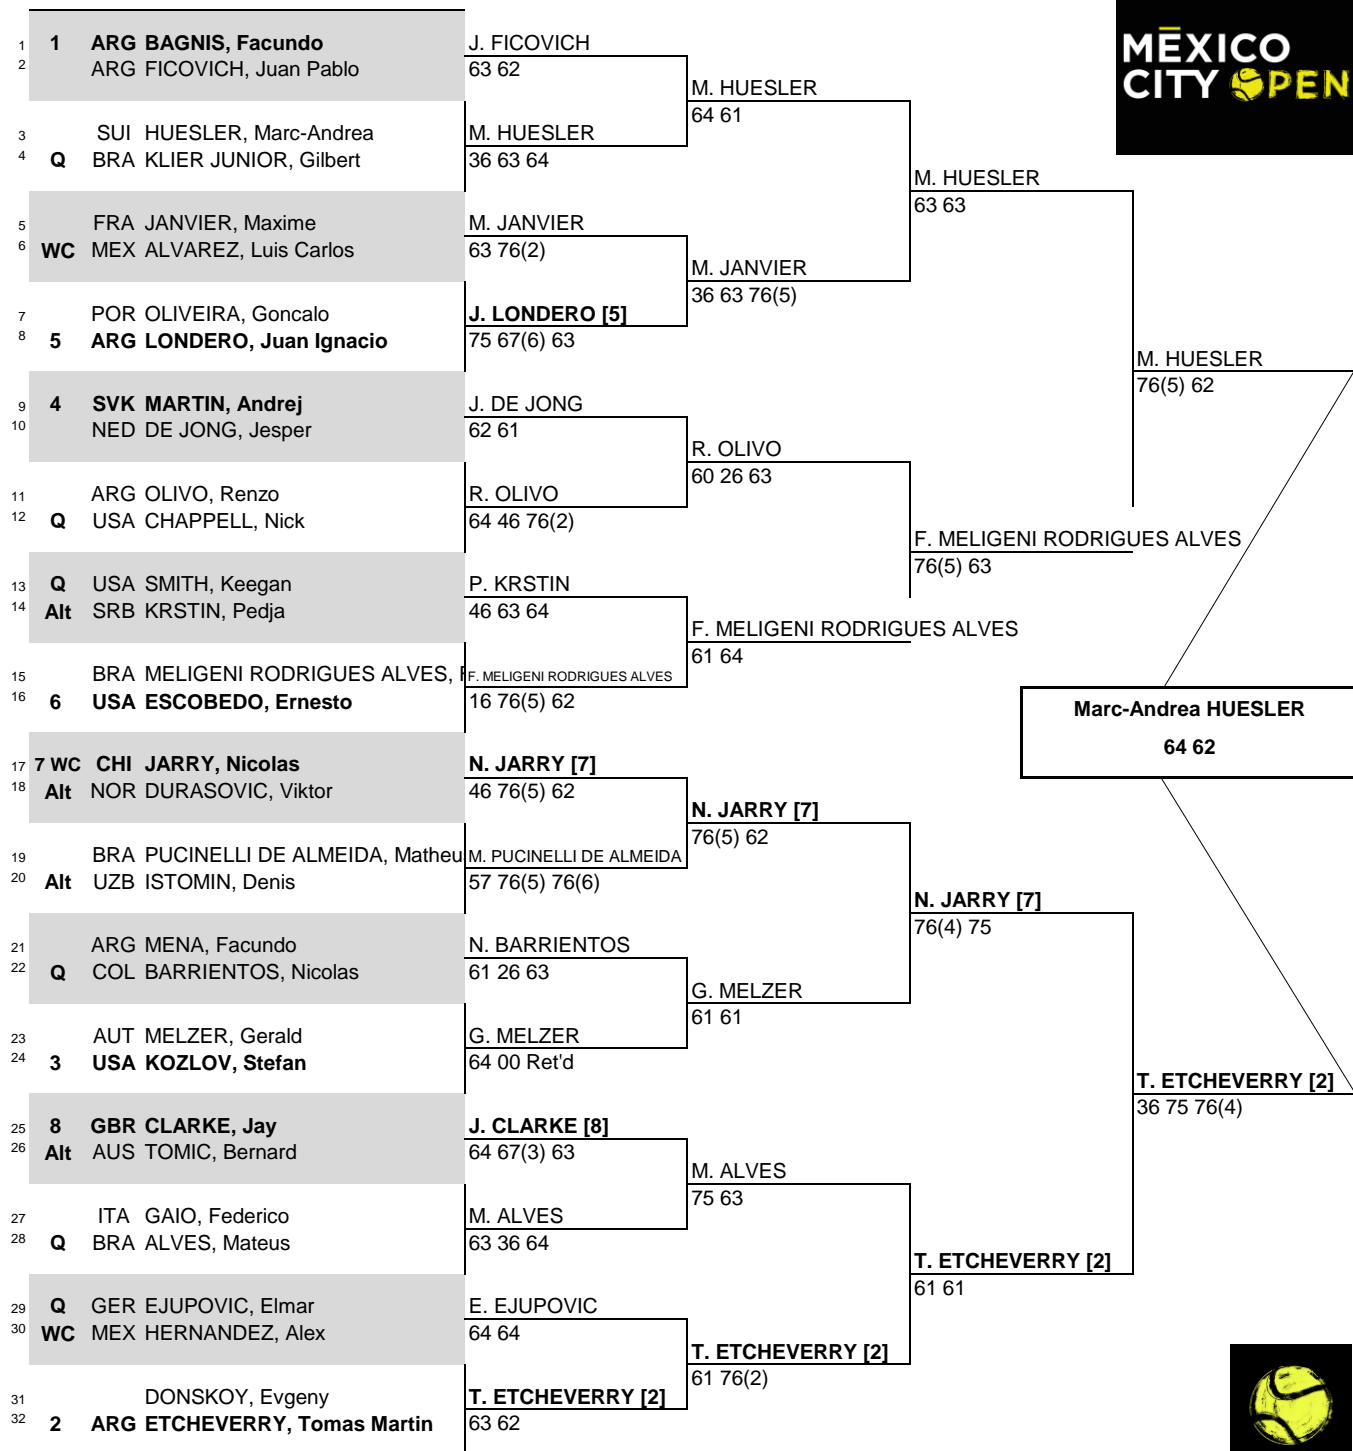 MĒXICO
CITY OPEN
1 1 ARG BAGNIS, Facundo
2 ARG FICOVICH, Juan Pablo
J. FICOVICH
63 62
M. HUESLER
64 61
3 SUI HUESLER, Marc-Andrea
4 Q BRA KLIER JUNIOR, Gilbert
M. HUESLER
36 63 64
M. HUESLER
63 63
5 FRA JANVIER, Maxime
6 WC MEX ALVAREZ, Luis Carlos
M. JANVIER
63 76(2)
M. JANVIER
36 63 76(5)
7 POR OLIVEIRA, Goncalo
8 5 ARG LONDERO, Juan Ignacio
J. LONDERO [5]
75 67(6) 63
M. HUESLER
76(5) 62
9 4 SVK MARTIN, Andrej
10 NED DE JONG, Jesper
J. DE JONG
62 61
R. OLIVO
60 26 63
11 ARG OLIVO, Renzo
12 Q USA CHAPPELL, Nick
R. OLIVO
64 46 76(2)
F. MELIGENI RODRIGUES ALVES
76(5) 63
13 Q USA SMITH, Keegan
14 Alt SRB KRSTIN, Pedja
P. KRSTIN
46 63 64
F. MELIGENI RODRIGUES ALVES
61 64
15 BRA MELIGENI RODRIGUES ALVES,
16 6 USA ESCOBEDO, Ernesto
F. MELIGENI RODRIGUES ALVES
16 76(5) 62
Marc-Andrea HUESLER
64 62
17 7 WC CHI JARRY, Nicolas
18 Alt NOR DURASOVIC, Viktor
N. JARRY [7]
46 76(5) 62
N. JARRY [7]
76(5) 62
19 BRA PUCINELLI DE ALMEIDA, Matheu
20 Alt UZB ISTOMIN, Denis
M. PUCINELLI DE ALMEIDA
57 76(5) 76(6)
N. JARRY [7]
76(4) 75
21 ARG MENA, Facundo
22 Q COL BARRIENTOS, Nicolas
N. BARRIENTOS
61 26 63
G. MELZER
61 61
23 AUT MELZER, Gerald
24 3 USA KOZLOV, Stefan
G. MELZER
64 00 Ret'd
T. ETCHEVERRY [2]
36 75 76(4)
25 8 GBR CLARKE, Jay
26 Alt AUS TOMIC, Bernard
J. CLARKE [8]
64 67(3) 63
M. ALVES
75 63
27 ITA GAIO, Federico
28 Q BRA ALVES, Mateus
M. ALVES
63 36 64
T. ETCHEVERRY [2]
61 61
29 Q GER EJUPOVIC, Elmar
30 WC MEX HERNANDEZ, Alex
E. EJUPOVIC
64 64
T. ETCHEVERRY [2]
61 76(2)
31 DONSKOY, Evgeny
32 2 ARG ETCHEVERRY, Tomas Martin
T. ETCHEVERRY [2]
63 62